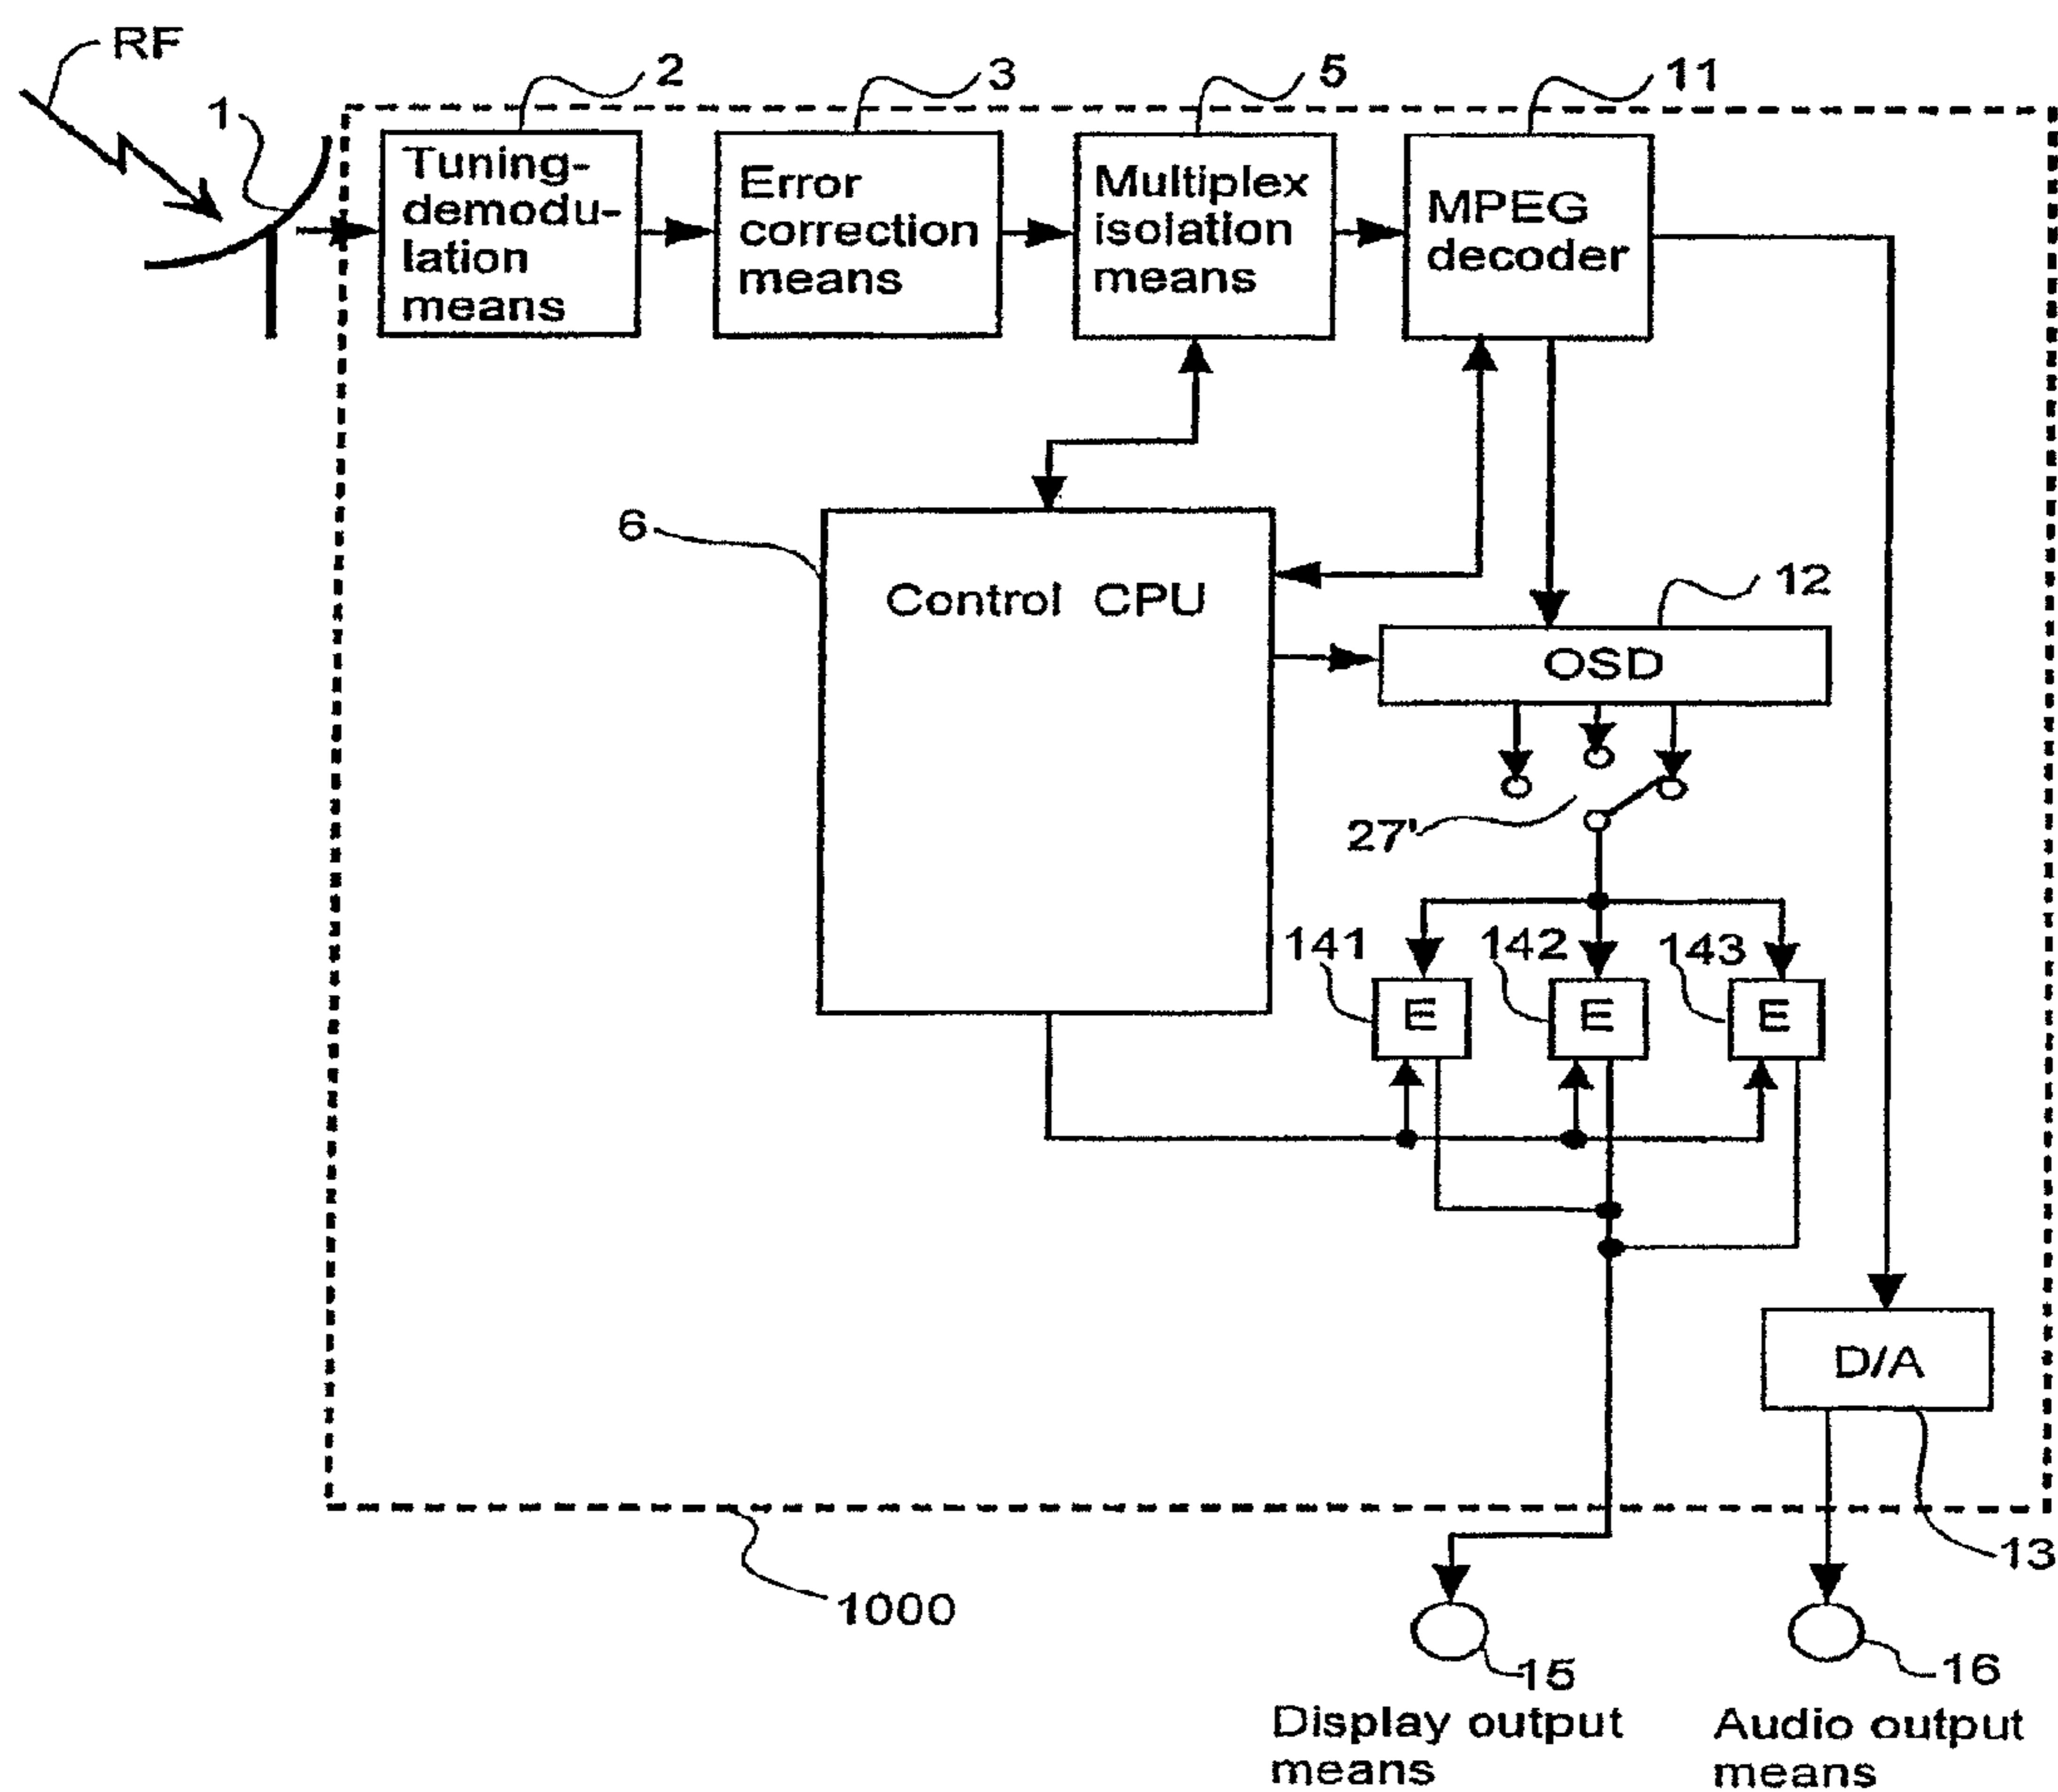 RF
1
2
3
5
11
Tuning-
demodu-
lation
means
Error
correction
means
Multiplex
isolation
means
MPEG
decoder
6
Control CPU
12
OSD
27'
141
142
143
E
E
E
D/A
13
1000
15
16
Display output
means
Audio output
means